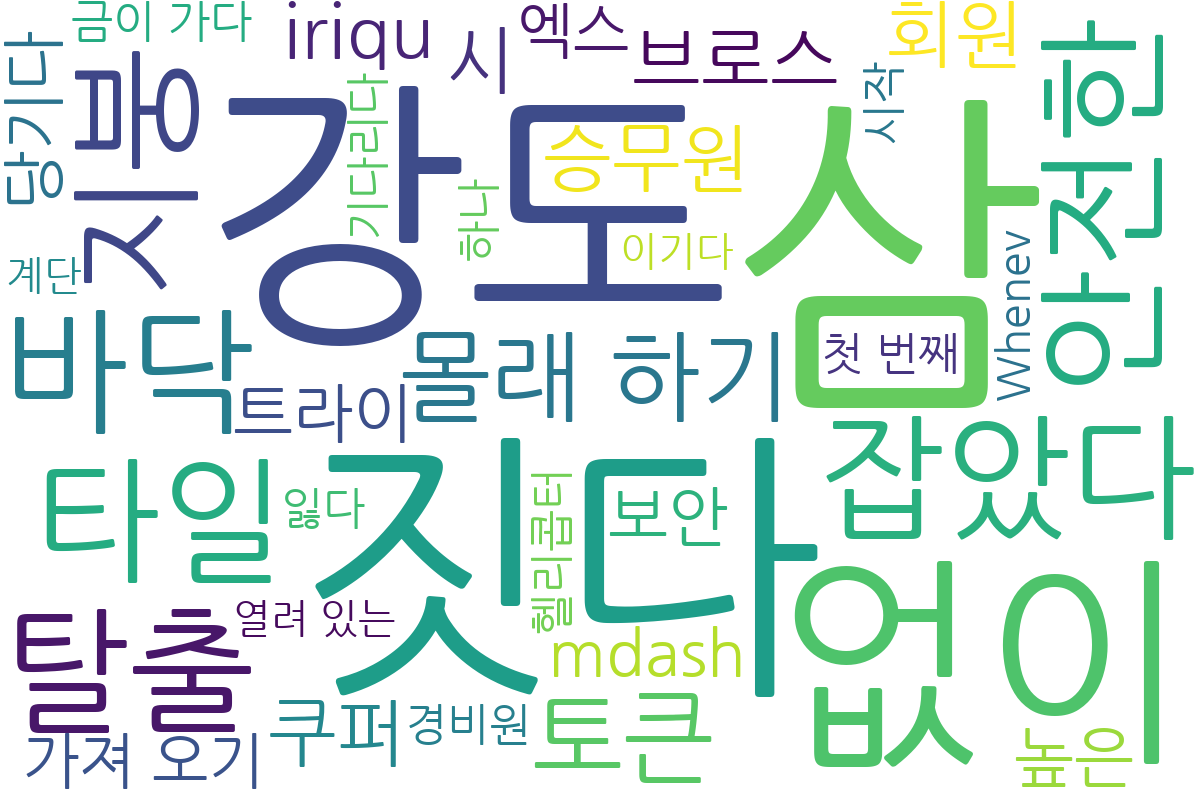 금이 가다
iriqu
시
엑스
브로스
회원
당기다
지붕
강도
기다리다
하나
승무원
이기다
삼
시작
안전한
Whenev
계단
바닥
트라이
몰래 하기
첫 번째
타일
잃다
짓다
헬리콥터
보안
잡았다
탈출
열려 있는
mdash
없이
가져 오기
쿠퍼
경비원
토큰
높은